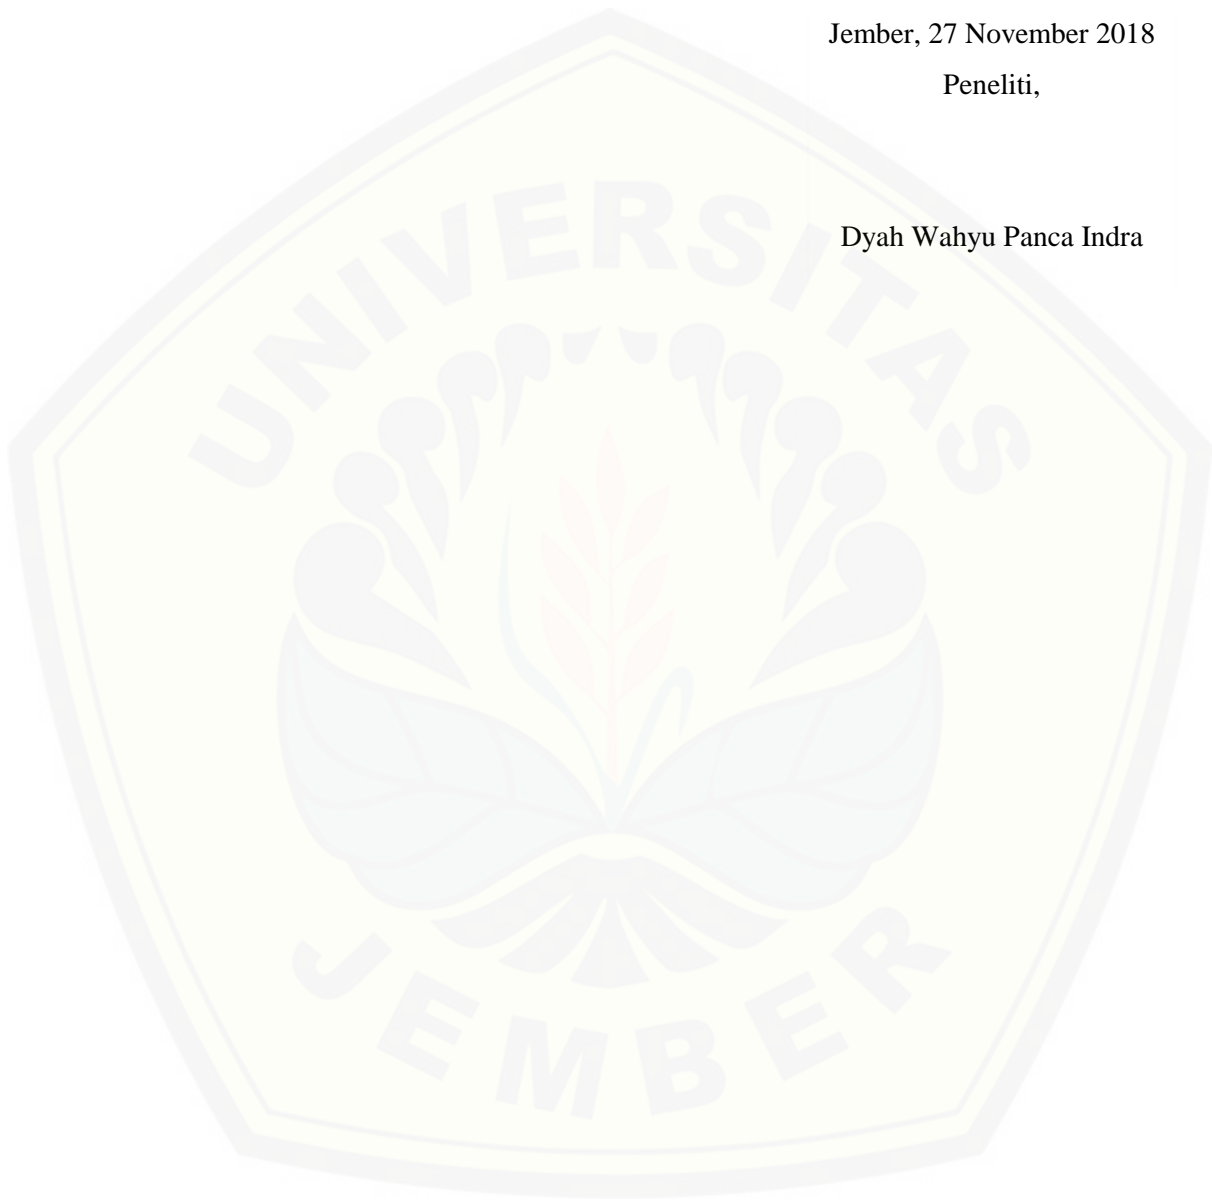 Jember, 27 November 2018
Peneliti,
Dyah Wahyu Panca Indra
UNIVERSITAS
JEMBER